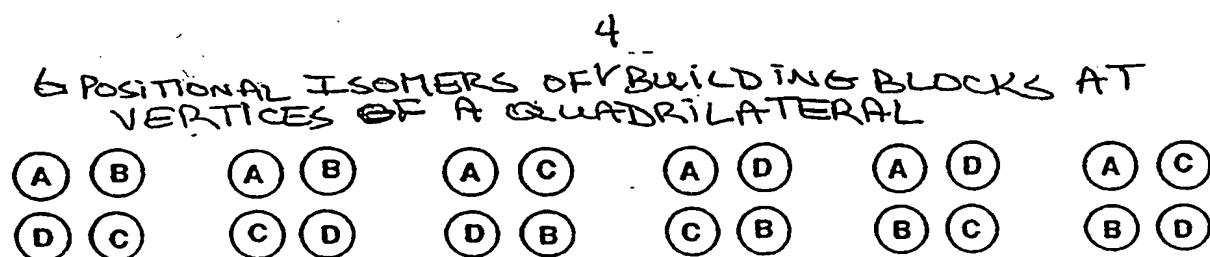 4
6 POSITIONAL ISOMERS OF BUILDING BLOCKS AT
VERTICES OF A QUADRILATERAL
A B A B A C A D A D A C
D C C D D B C B B C B D